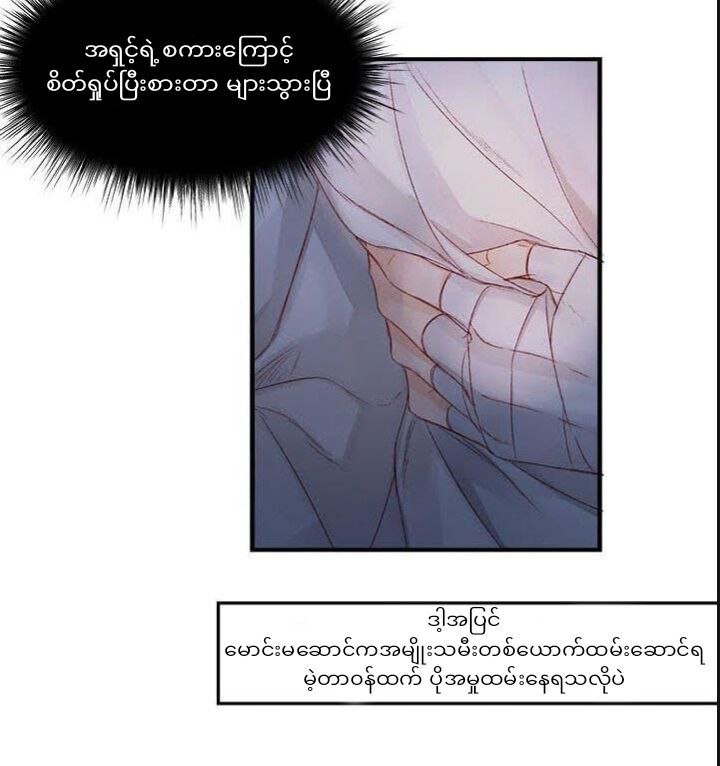 အရှင့်ရဲ့စကားကြောင့်
စိတ်ရှုပ်ပြီးစားတာ များသွားပြီ
ဒါ့အပြင်
မောင်းမဆောင်ကအမျိုးသမီးတစ်ယောက်ထမ်းဆောင်ရ
မဲ့တာဝန်ထက် ပိုအမှုထမ်းနေရသလိုပဲ